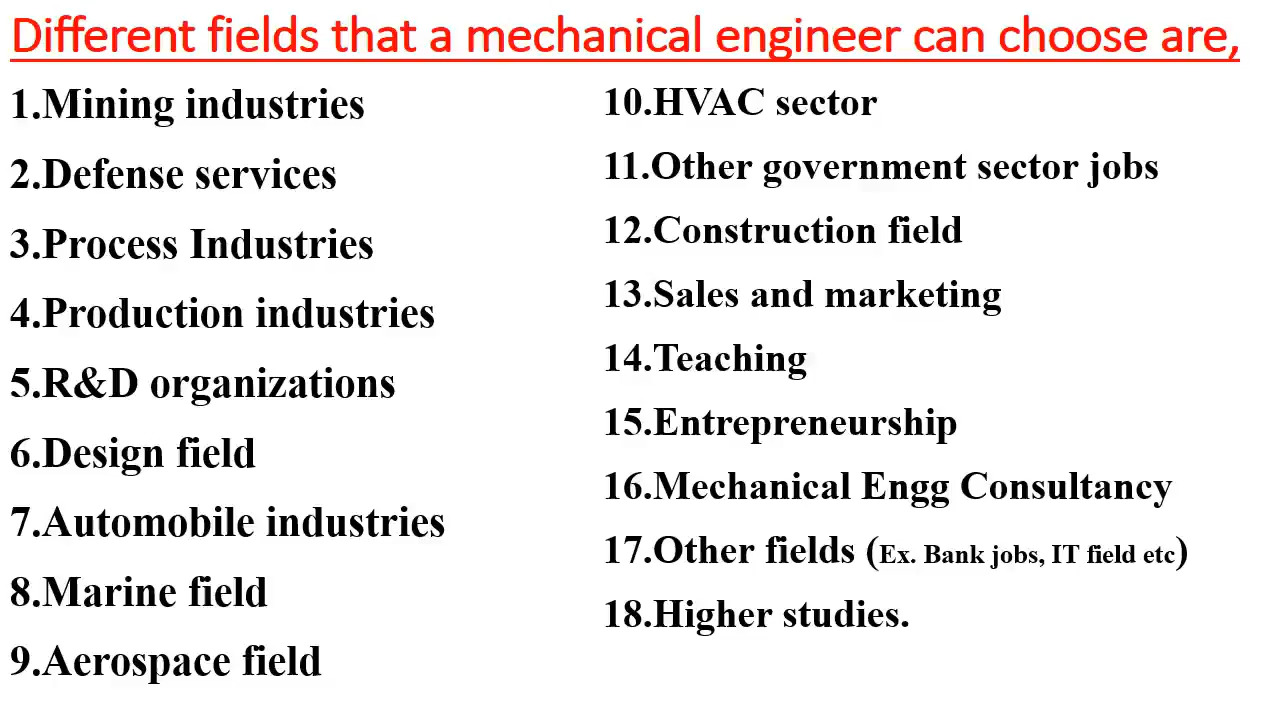 Different fields that a mechanical engineer can choose are,
1.Mining industries
2.Defense services
3.Process Industries
4.Production industries
5.R&D organizations
6.Design field
7.Automobile industries
8.Marine field
9.Aerospace field
10.HVAC sector
11.Other government sector jobs
12.Construction field
13.Sales and marketing
14.Teaching
15.Entrepreneurship
16.Mechanical Engg Consultancy
17.Other fields (Ex. Bank jobs, IT field etc)
18.Higher studies.